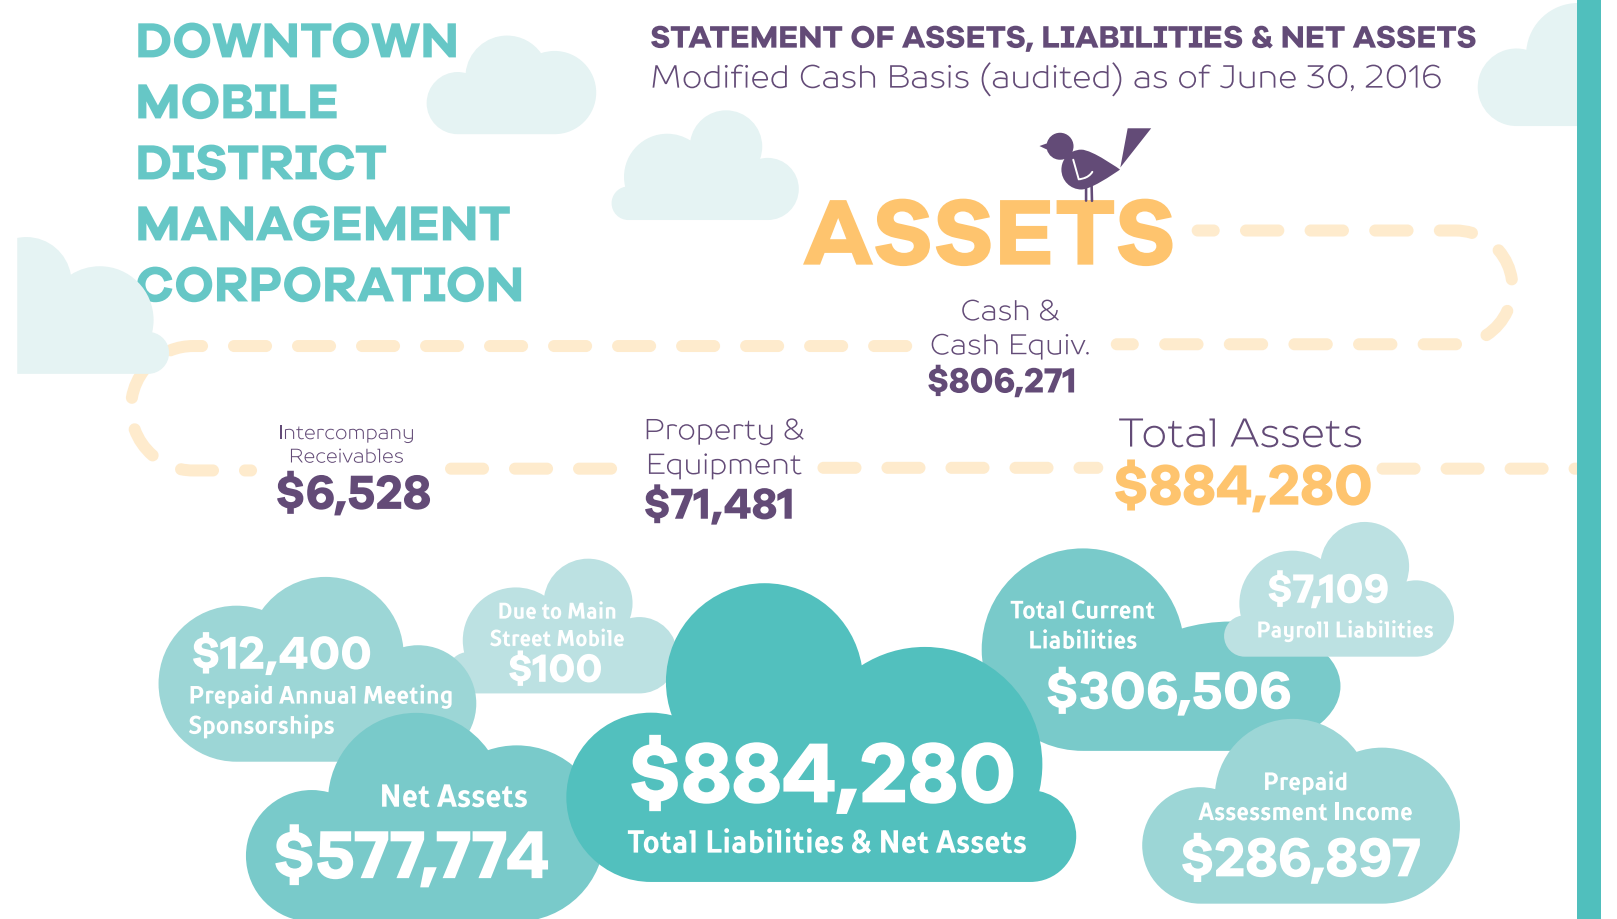 DOWNTOWN
MOBILE
DISTRICT
MANAGEMENT
CORPORATION
STATEMENT OF ASSETS, LIABILITIES & NET ASSETS
Modified Cash Basis (audited) as of June 30, 2016
ASSETS
Cash &
Cash Equiv.
$806,271
Intercompany
Receivables
$6,528
Property &
Equipment
$71,481
Total Assets
$884,280
$12,400
Prepaid Annual Meeting
Sponsorships
Due to Main
Street Mobile
$100
Total Current
Liabilities
$306,506
$7,109
Payroll Liabilities
Net Assets
$577,774
$884,280
Total Liabilities & Net Assets
Prepaid
Assessment Income
$286,897